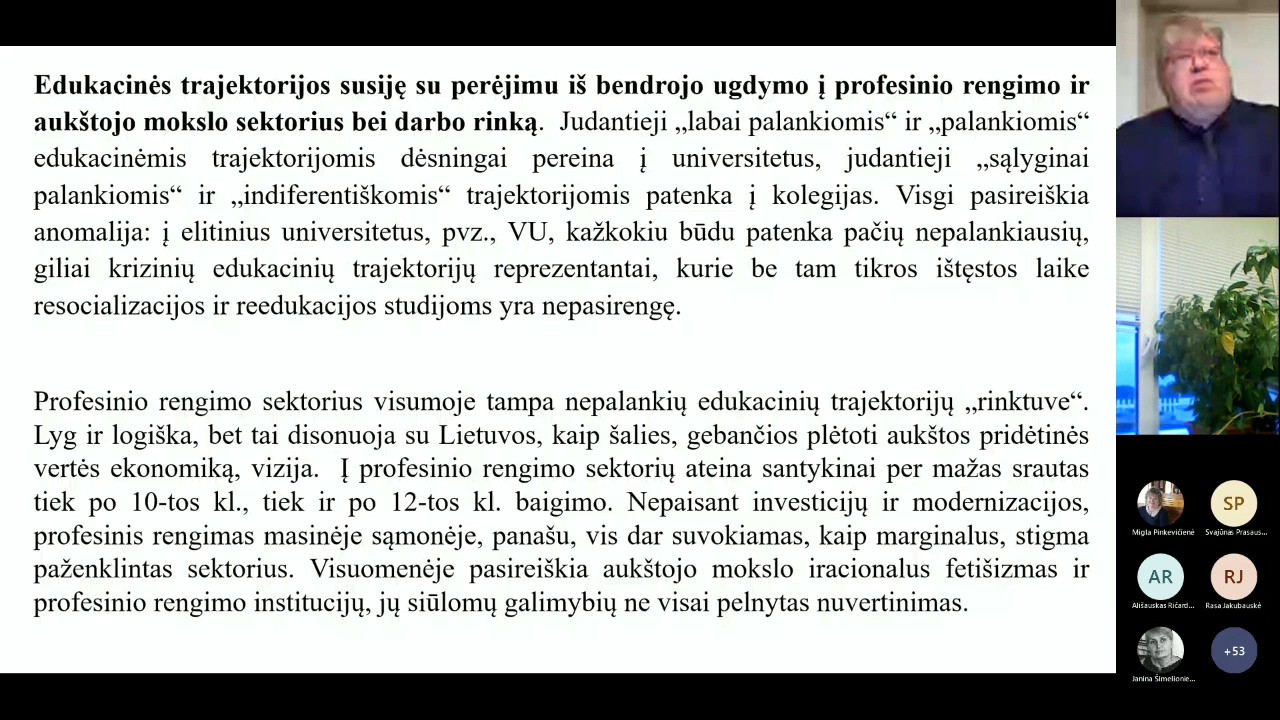 Edukacinės trajektorijos susiję su perėjimu iš bendrojo ugdymo į profesinio rengimo ir
aukštojo mokslo sektorius bei darbo rinką. Judantieji „labai palankiomis“ ir „palankiomis“
edukacinėmis trajektorijomis dėsningai pereina į universitetus, judantieji „sąlyginai
palankiomis“ ir „indiferentiškomis“ trajektorijomis patenka į kolegijas. Visgi pasireiškia
anomalija: į elitinius universitetus, pvz., VU, kažkokiu būdu patenka pačių nepalankiausių,
giliai krizinių edukacinių trajektorijų reprezentantai, kurie be tam tikros ištęstos laike
resocializacijos ir reedukacijos studijoms yra nepasirengę.
Profesinio rengimo sektorius visumoje tampa nepalankių edukacinių trajektorijų „rinktuve“.
Lyg ir logiška, bet tai disonuoja su Lietuvos, kaip šalies, gebančios plėtoti aukštos pridėtinės
vertės ekonomiką, vizija. Į profesinio rengimo sektorių ateina santykinai per mažas srautas
tiek po 10-tos kl., tiek ir po 12-tos kl. baigimo. Nepaisant investicijų ir modernizacijos,
profesinis rengimas masinėje sąmonėje, panašu, vis dar suvokiamas, kaip marginalus, stigma
paženklintas sektorius. Visuomenėje pasireiškia aukštojo mokslo iracionalus fetišizmas ir
profesinio rengimo institucijų, jų siūlomų galimybių ne visai pelnytas nuvertinimas.
SP
Migla Pinkevičienė
Svajūnas Prasaus...
AR
RJ
Ališauskas Ričard...
Rasa Jakubauskė
Janina Šimelionie...
+53